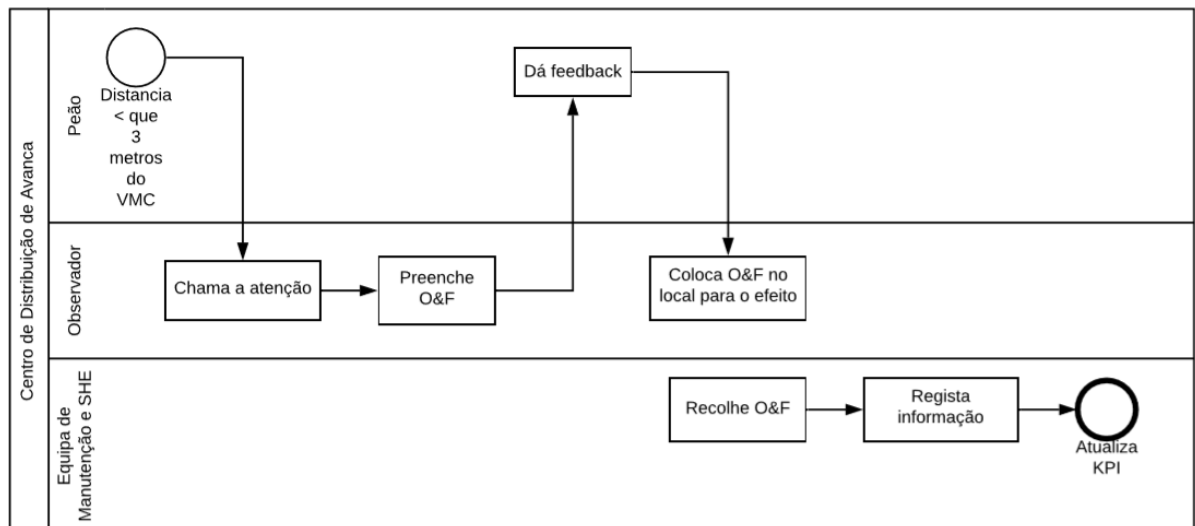 Centro de Distribuição de Avanca
Peão
Distancia
< que
3
metros
do
VMC
Dá feedback
Observador
Chama a atenção
Preenche
O&F
Coloca O&F no
local para o efeito
Equipa de
Manutenção e SHE
Recolhe O&F
Regista
informação
Atualiza
KPI